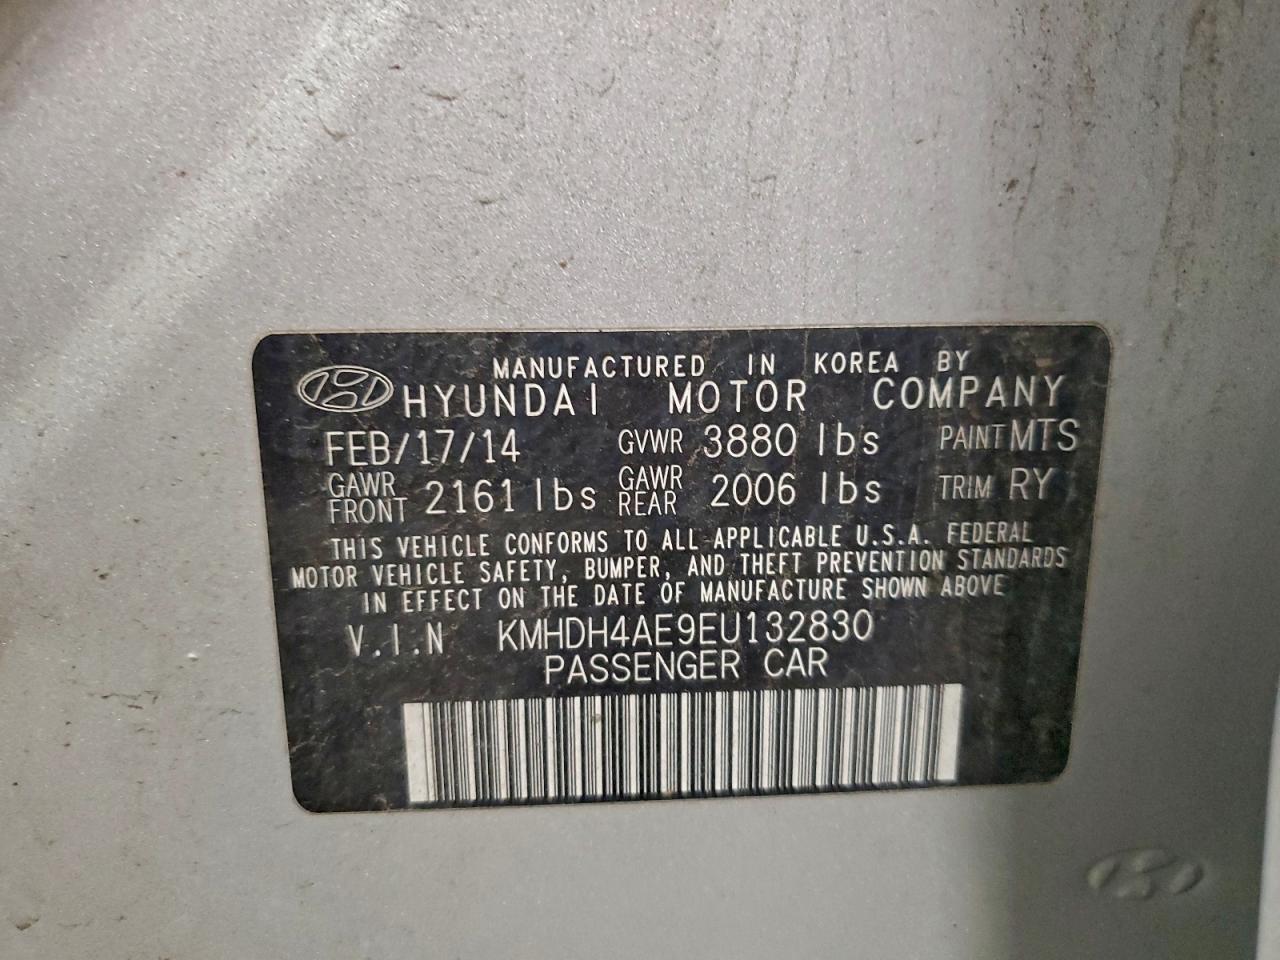 MANUFACTURED IN KOREA BY
HYUNDAI MOTOR COMPANY
FEB/17/14 GVWR 3880 lbs PAINT MTS
GAWR FRONT 2161 lbs GAWR REAR 2006 lbs TRIM RY
THIS VEHICLE CONFORMS TO ALL APPLICABLE U.S.A. FEDERAL
MOTOR VEHICLE SAFETY, BUMPER, AND THEFT PREVENTION STANDARDS
IN EFFECT ON THE DATE OF MANUFACTURE SHOWN ABOVE
V.I.N KMHDH4AE9EU132830
PASSENGER CAR